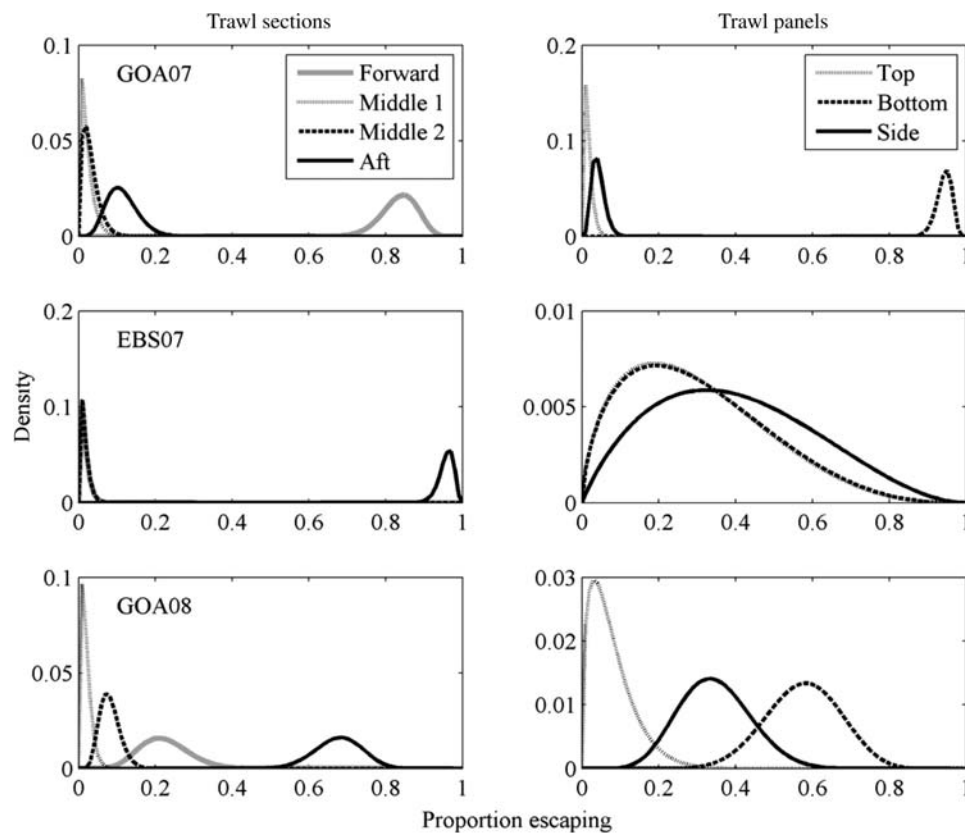 Trawl sections
Trawl panels
0.1
GOA07
Forward
Middle 1
Middle 2
Aft
0.05
0
0 0.2 0.4 0.6 0.8 1
0.2
Top
Bottom
Side
0.1
0
0 0.2 0.4 0.6 0.8 1
Density
0.2
EBS07
0.1
0
0 0.2 0.4 0.6 0.8 1
0.01
0.005
0
0 0.2 0.4 0.6 0.8 1
0.1
GOA08
0.05
0
0 0.2 0.4 0.6 0.8 1
0.03
0.02
0.01
0
0 0.2 0.4 0.6 0.8 1
Proportion escaping